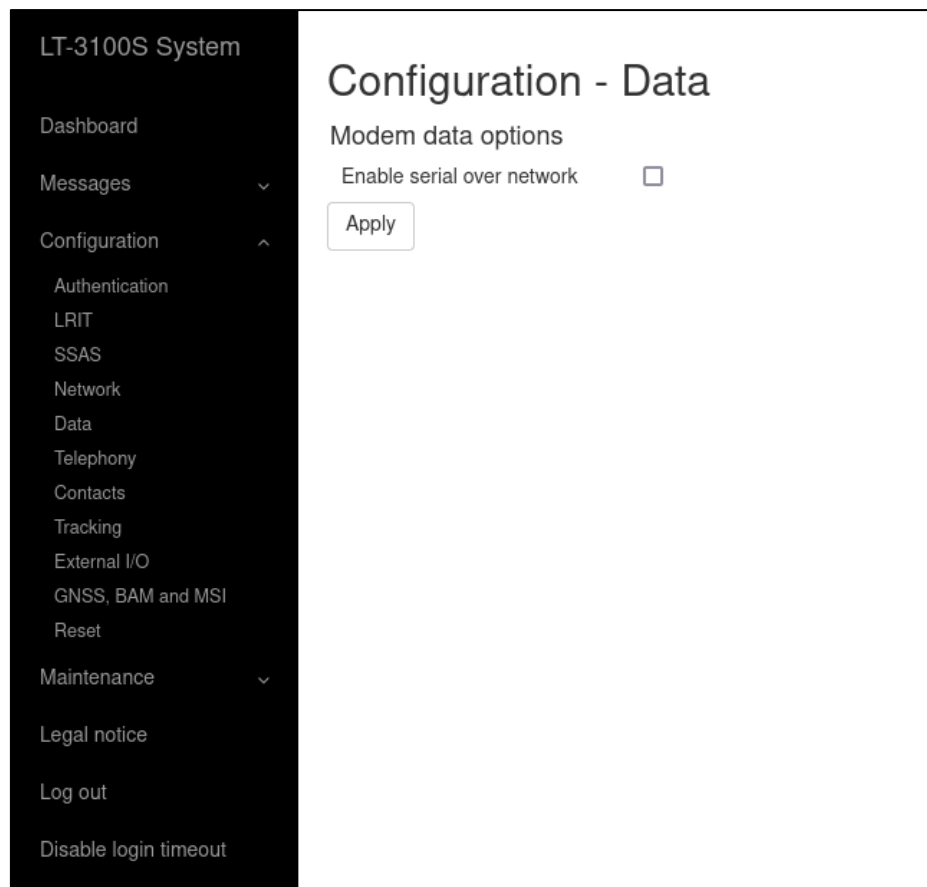 LT-3100S System
Dashboard
Messages
Configuration
Authentication
LRIT
SSAS
Network
Data
Telephony
Contacts
Tracking
External I/O
GNSS, BAM and MSI
Reset
Maintenance
Legal notice
Log out
Disable login timeout
Configuration - Data
Modem data options
Enable serial over network
Apply